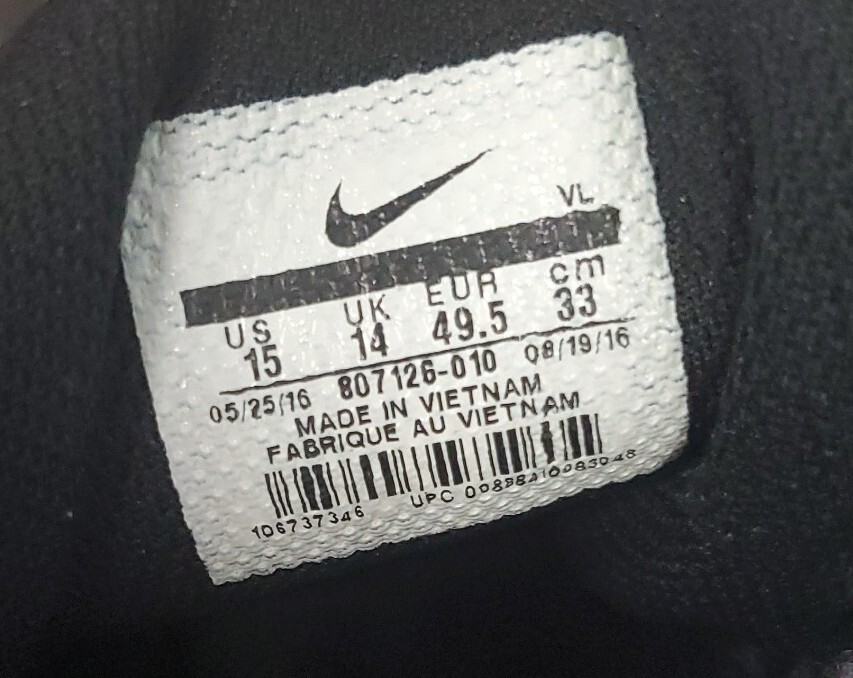 VL
US UK EUR cm
15 14 49.5 33
05/25/16 807126-010 08/19/16
MADE IN VIETNAM
FABRIQUE AU VIETNAM
106737346 UPC